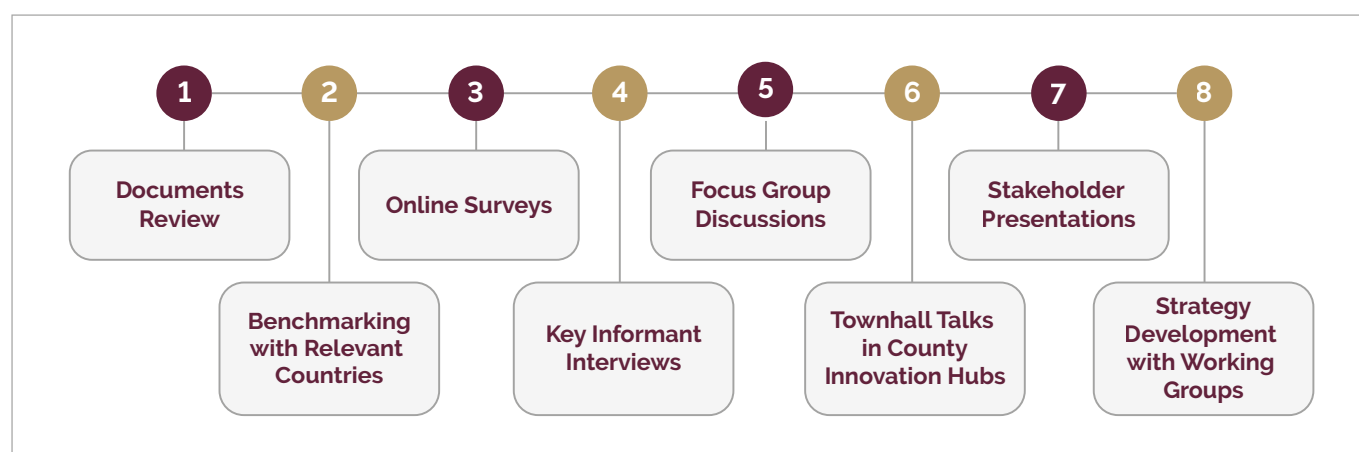 1
Documents
Review
2
Benchmarking
with Relevant
Countries
3
Online Surveys
4
Key Informant
Interviews
5
Focus Group
Discussions
6
Townhall Talks
in County
Innovation Hubs
7
Stakeholder
Presentations
8
Strategy
Development
with Working
Groups